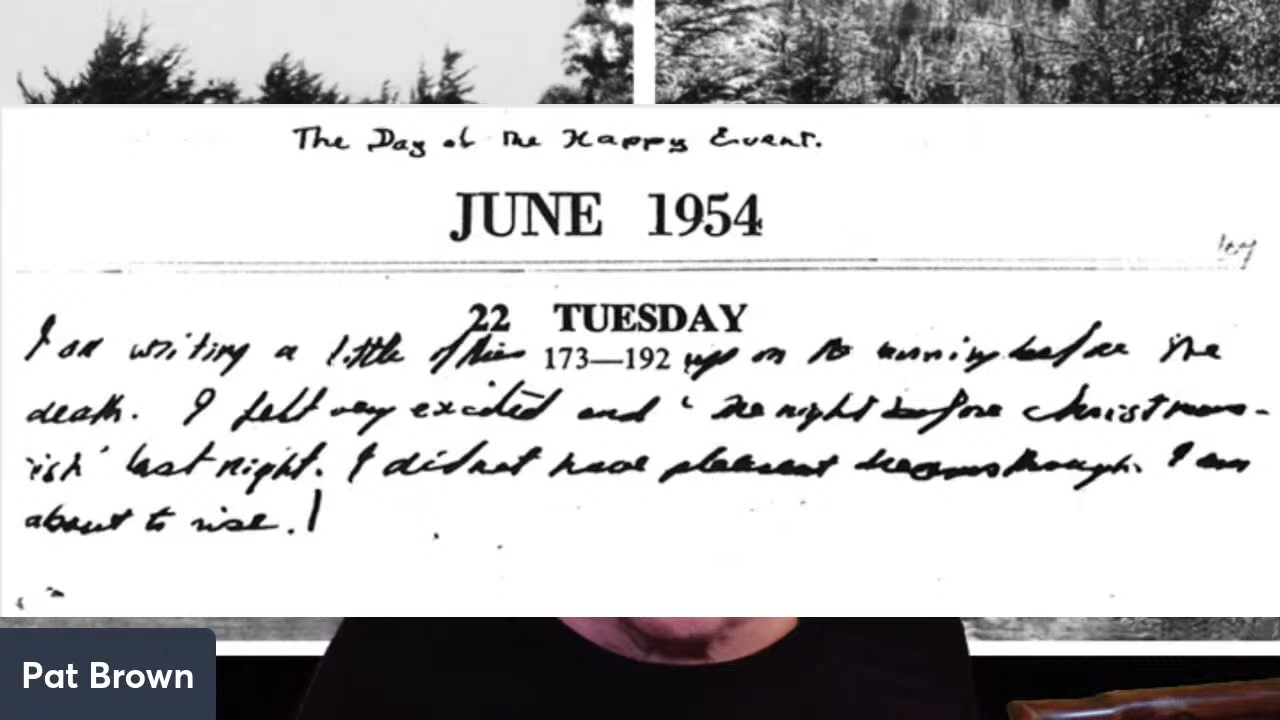 The Day of the Happy Event.
JUNE 1954
22 TUESDAY
I am writing a little of this 173—192 up on the morning before the
death. I felt very excited and ‘The night before Christmas-
ish’ last night. I did not have pleasant dreams though. I am
about to rise.
Pat Brown